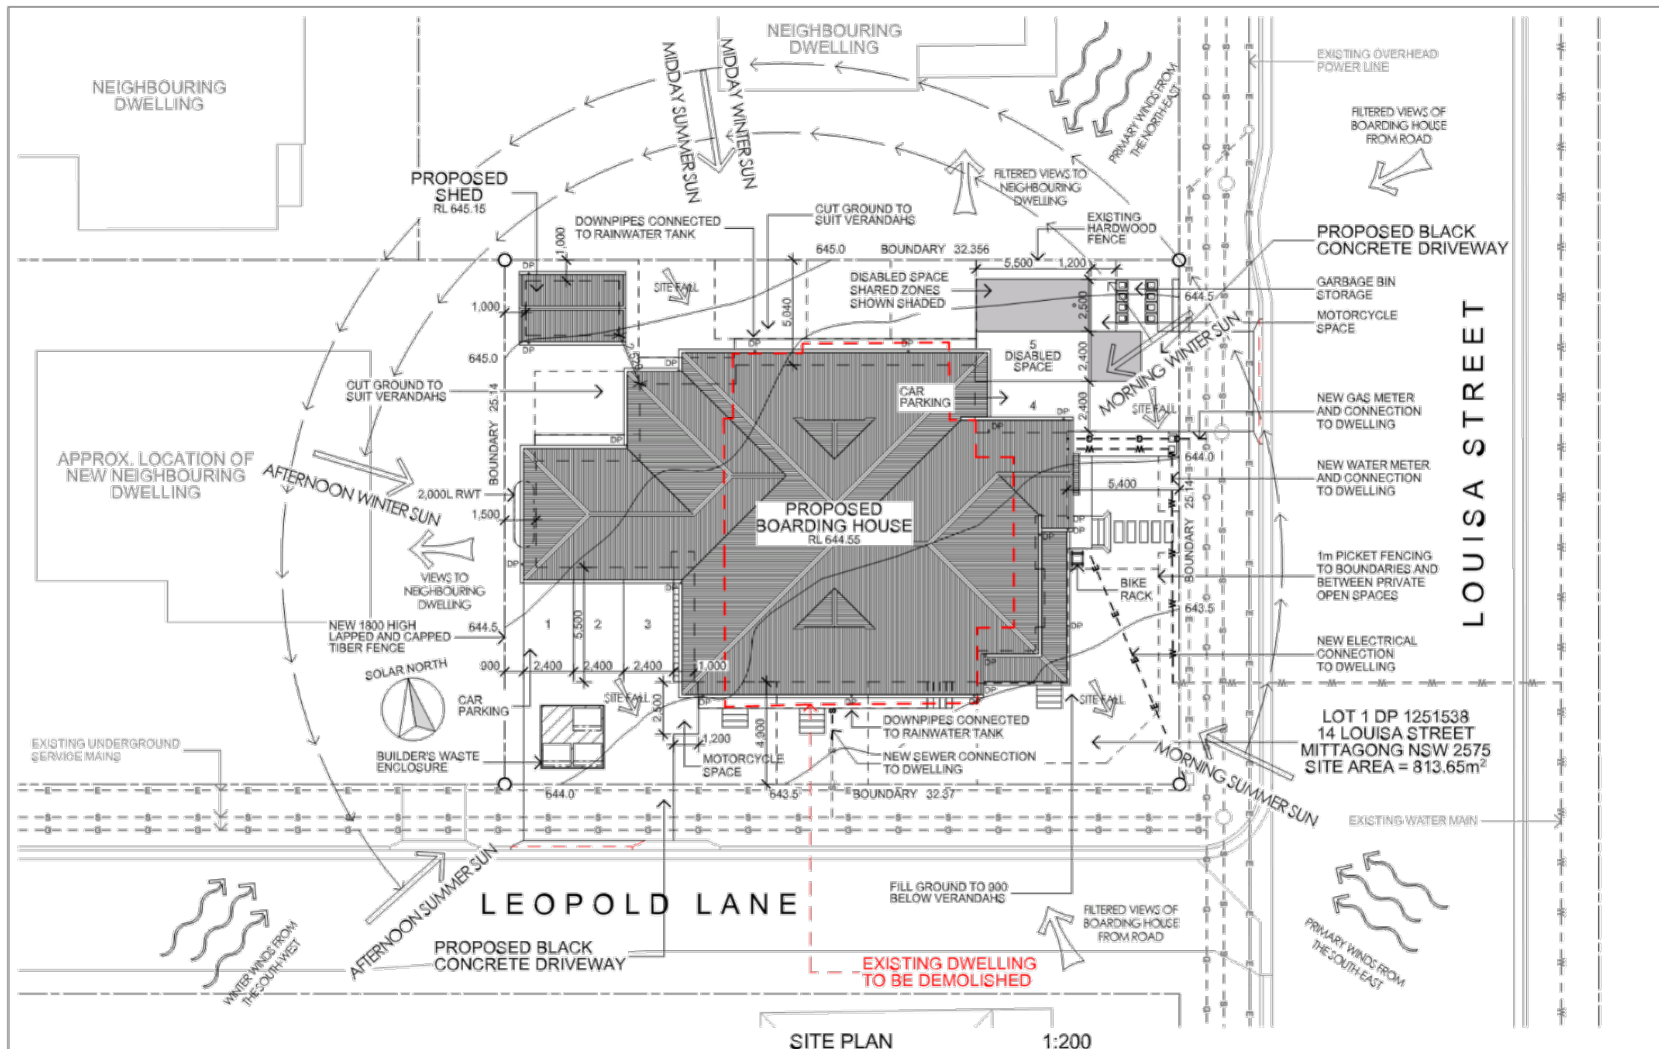 NEIGHBOURING
DWELLING
NEIGHBOURING
DWELLING
MIDDAY WINTER SUN
MIDDAY SUMMER SUN
PRIMARY WINDS FROM
THE NORTH-EAST
EXISTING OVERHEAD
POWER LINE
FILTERED VIEWS OF
BOARDING HOUSE
FROM ROAD
PROPOSED
SHED
RL 645.15
DOWNPIPES CONNECTED
TO RAINWATER TANK
CUT GROUND TO
SUIT VERANDAHS
FILTERED VIEWS TO
NEIGHBOURING
DWELLING
EXISTING
HARDWOOD
FENCE
PROPOSED BLACK
CONCRETE DRIVEWAY
1,000
645.0
BOUNDARY 32.356
5,500
1,200
DP
SITE FALL
DISABLED SPACE
SHARED ZONES
SHOWN SHADED
GARBAGE BIN
STORAGE
644.5
1,000
5,040
2,500
MOTORCYCLE
SPACE
MORNING WINTER SUN
645.0
DP
DP
DP
DP
5
DISABLED
SPACE
2,400
CUT GROUND TO
SUIT VERANDAHS
BOUNDARY 25.14
CAR
PARKING
4
2,400
SITE FALL
DP
DP
NEW GAS METER
AND CONNECTION
TO DWELLING
644.0
LOUISA STREET
APPROX. LOCATION OF
NEW NEIGHBOURING
DWELLING
AFTERNOON WINTER SUN
2,000L RWT
1,500
5,400
NEW WATER METER
AND CONNECTION
TO DWELLING
PROPOSED
BOARDING HOUSE
RL 644.55
DP
DP
BOUNDARY 25.14
VIEWS TO
NEIGHBOURING
DWELLING
DP
DP
BIKE
RACK
1m PICKET FENCING
TO BOUNDARIES AND
BETWEEN PRIVATE
OPEN SPACES
643.5
NEW 1800 HIGH
LAPPED AND CAPPED
TIBER FENCE
644.5
1
2
3
5,500
DP
NEW ELECTRICAL
CONNECTION
TO DWELLING
SOLAR NORTH
900
2,400
2,400
2,400
1,000
DP
CAR
PARKING
SITE FALL
2,500
DP
DP
DP
SITE FALL
LOT 1 DP 1251538
14 LOUISA STREET
MITTAGONG NSW 2575
SITE AREA = 813.65m²
EXISTING UNDERGROUND
SERVICE MAINS
BUILDER'S WASTE
ENCLOSURE
1,200
MOTORCYCLE
SPACE
4,900
DOWNPIPES CONNECTED
TO RAINWATER TANK
NEW SEWER CONNECTION
TO DWELLING
MORNING SUMMER SUN
644.0
643.5
BOUNDARY 32.37
EXISTING WATER MAIN
AFTERNOON SUMMER SUN
LEOPOLD LANE
FILL GROUND TO 900
BELOW VERANDAHS
FILTERED VIEWS OF
BOARDING HOUSE
FROM ROAD
WINTER WINDS FROM
THE SOUTH-WEST
PRIMARY WINDS FROM
THE SOUTH-EAST
PROPOSED BLACK
CONCRETE DRIVEWAY
EXISTING DWELLING
TO BE DEMOLISHED
SITE PLAN 1:200